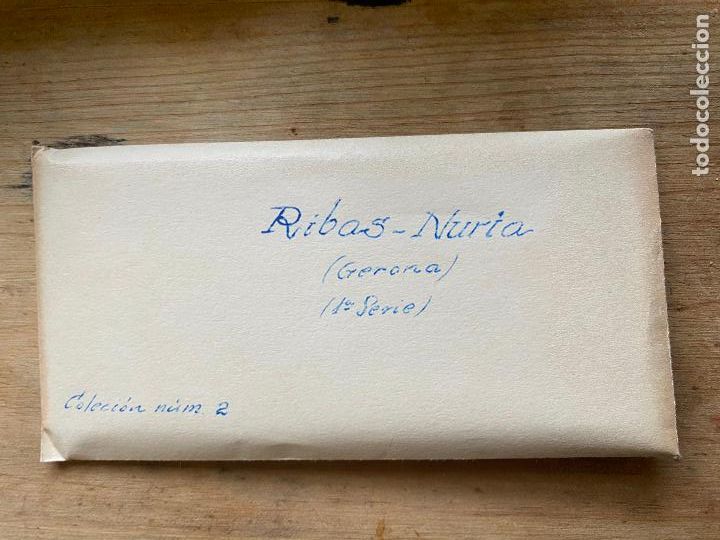 Ribas-Nuria
(Gerona)
(1ª Serie)
Colección núm. 2
todocoleccion